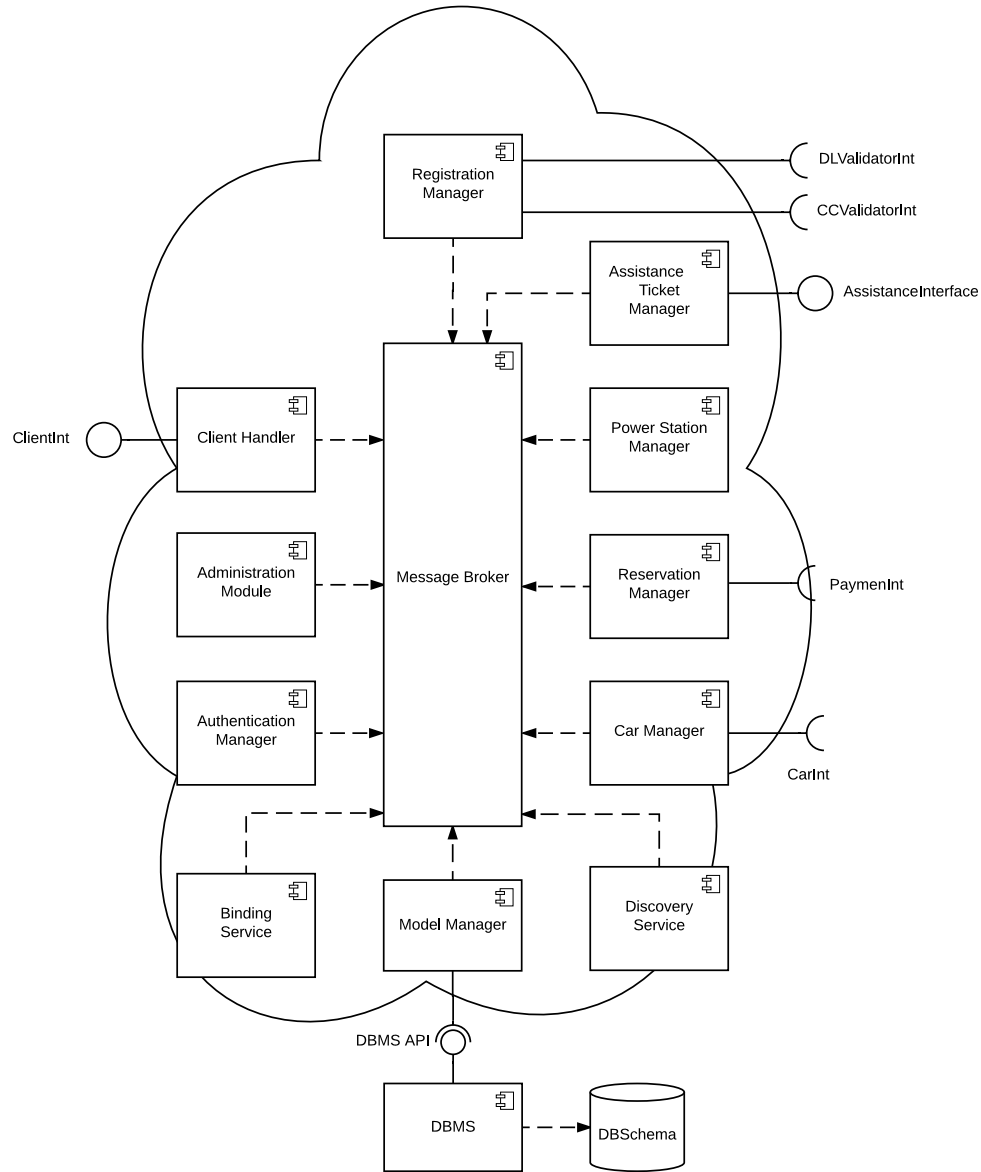 Registration
Manager
DLValidatorInt
CCValidatorInt
Assistance
Ticket
Manager
AssistanceInterface
ClientInt
Client Handler
Power Station
Manager
Administration
Module
Message Broker
Reservation
Manager
PaymenInt
Authentication
Manager
Car Manager
CarInt
Binding
Service
Model Manager
Discovery
Service
DBMS API
DBMS
DBSchema